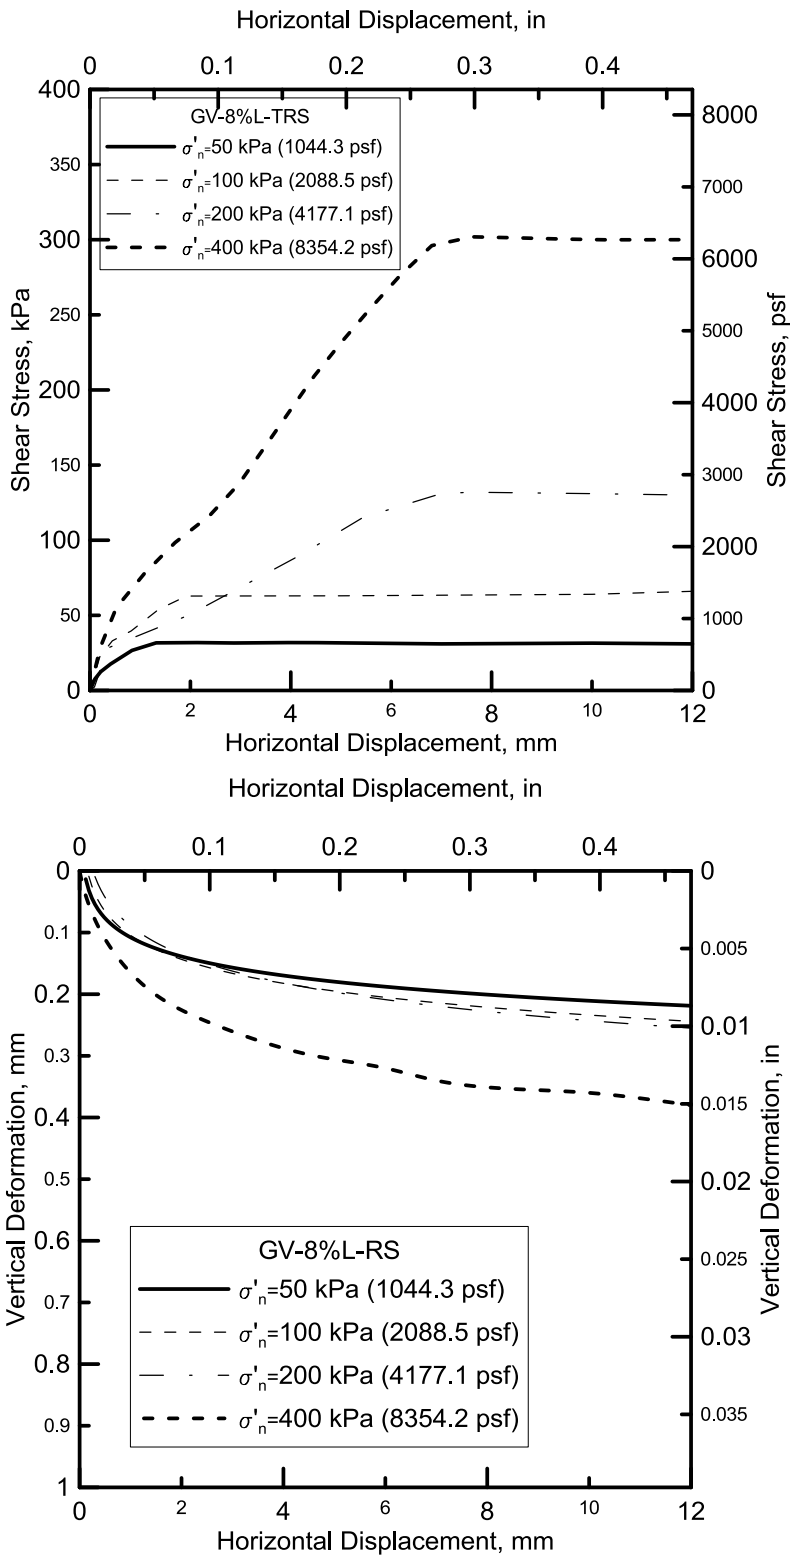 Horizontal Displacement, in
0 0.1 0.2 0.3 0.4
400
350
300
250
200
150
100
50
0
Shear Stress, kPa
GV-8%L-TRS
σ'n=50 kPa (1044.3 psf)
σ'n=100 kPa (2088.5 psf)
σ'n=200 kPa (4177.1 psf)
σ'n=400 kPa (8354.2 psf)
8000
7000
6000
5000
4000
3000
2000
1000
0
Shear Stress, psf
0 2 4 6 8 10 12
Horizontal Displacement, mm
Horizontal Displacement, in
0 0.1 0.2 0.3 0.4
0
0.1
0.2
0.3
0.4
0.5
0.6
0.7
0.8
0.9
1
Vertical Deformation, mm
GV-8%L-RS
σ'n=50 kPa (1044.3 psf)
σ'n=100 kPa (2088.5 psf)
σ'n=200 kPa (4177.1 psf)
σ'n=400 kPa (8354.2 psf)
0
0.005
0.01
0.015
0.02
0.025
0.03
0.035
Vertical Deformation, in
0 2 4 6 8 10 12
Horizontal Displacement, mm